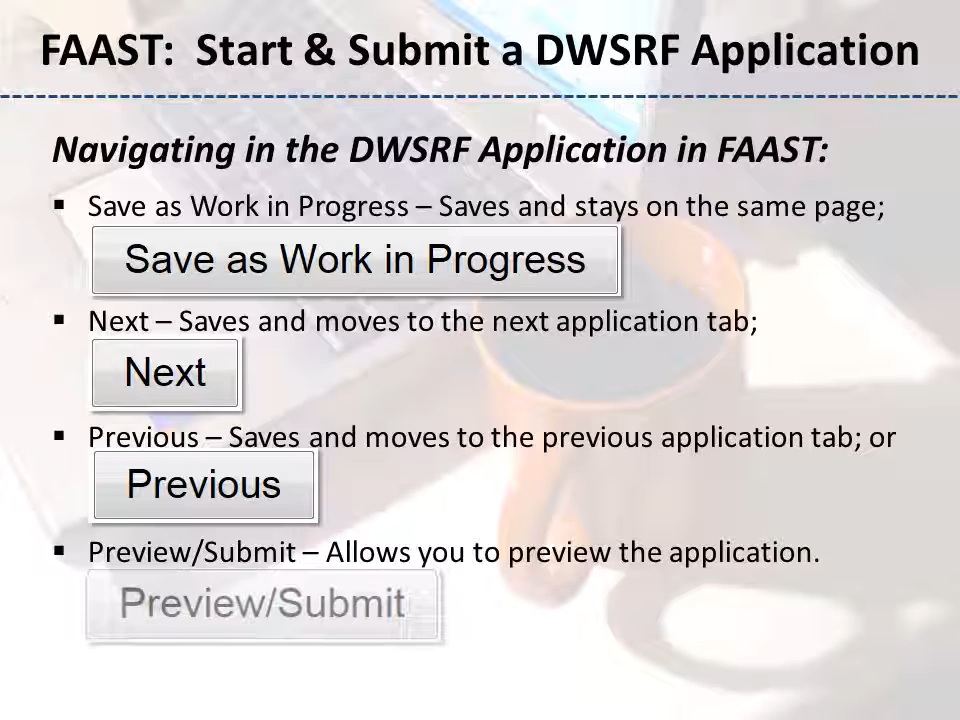 FAAST:  Start & Submit a DWSRF Application
Navigating in the DWSRF Application in FAAST:
▪ Save as Work in Progress – Saves and stays on the same page;
Save as Work in Progress
▪ Next – Saves and moves to the next application tab;
Next
▪ Previous – Saves and moves to the previous application tab; or
Previous
▪ Preview/Submit – Allows you to preview the application.
Preview/Submit